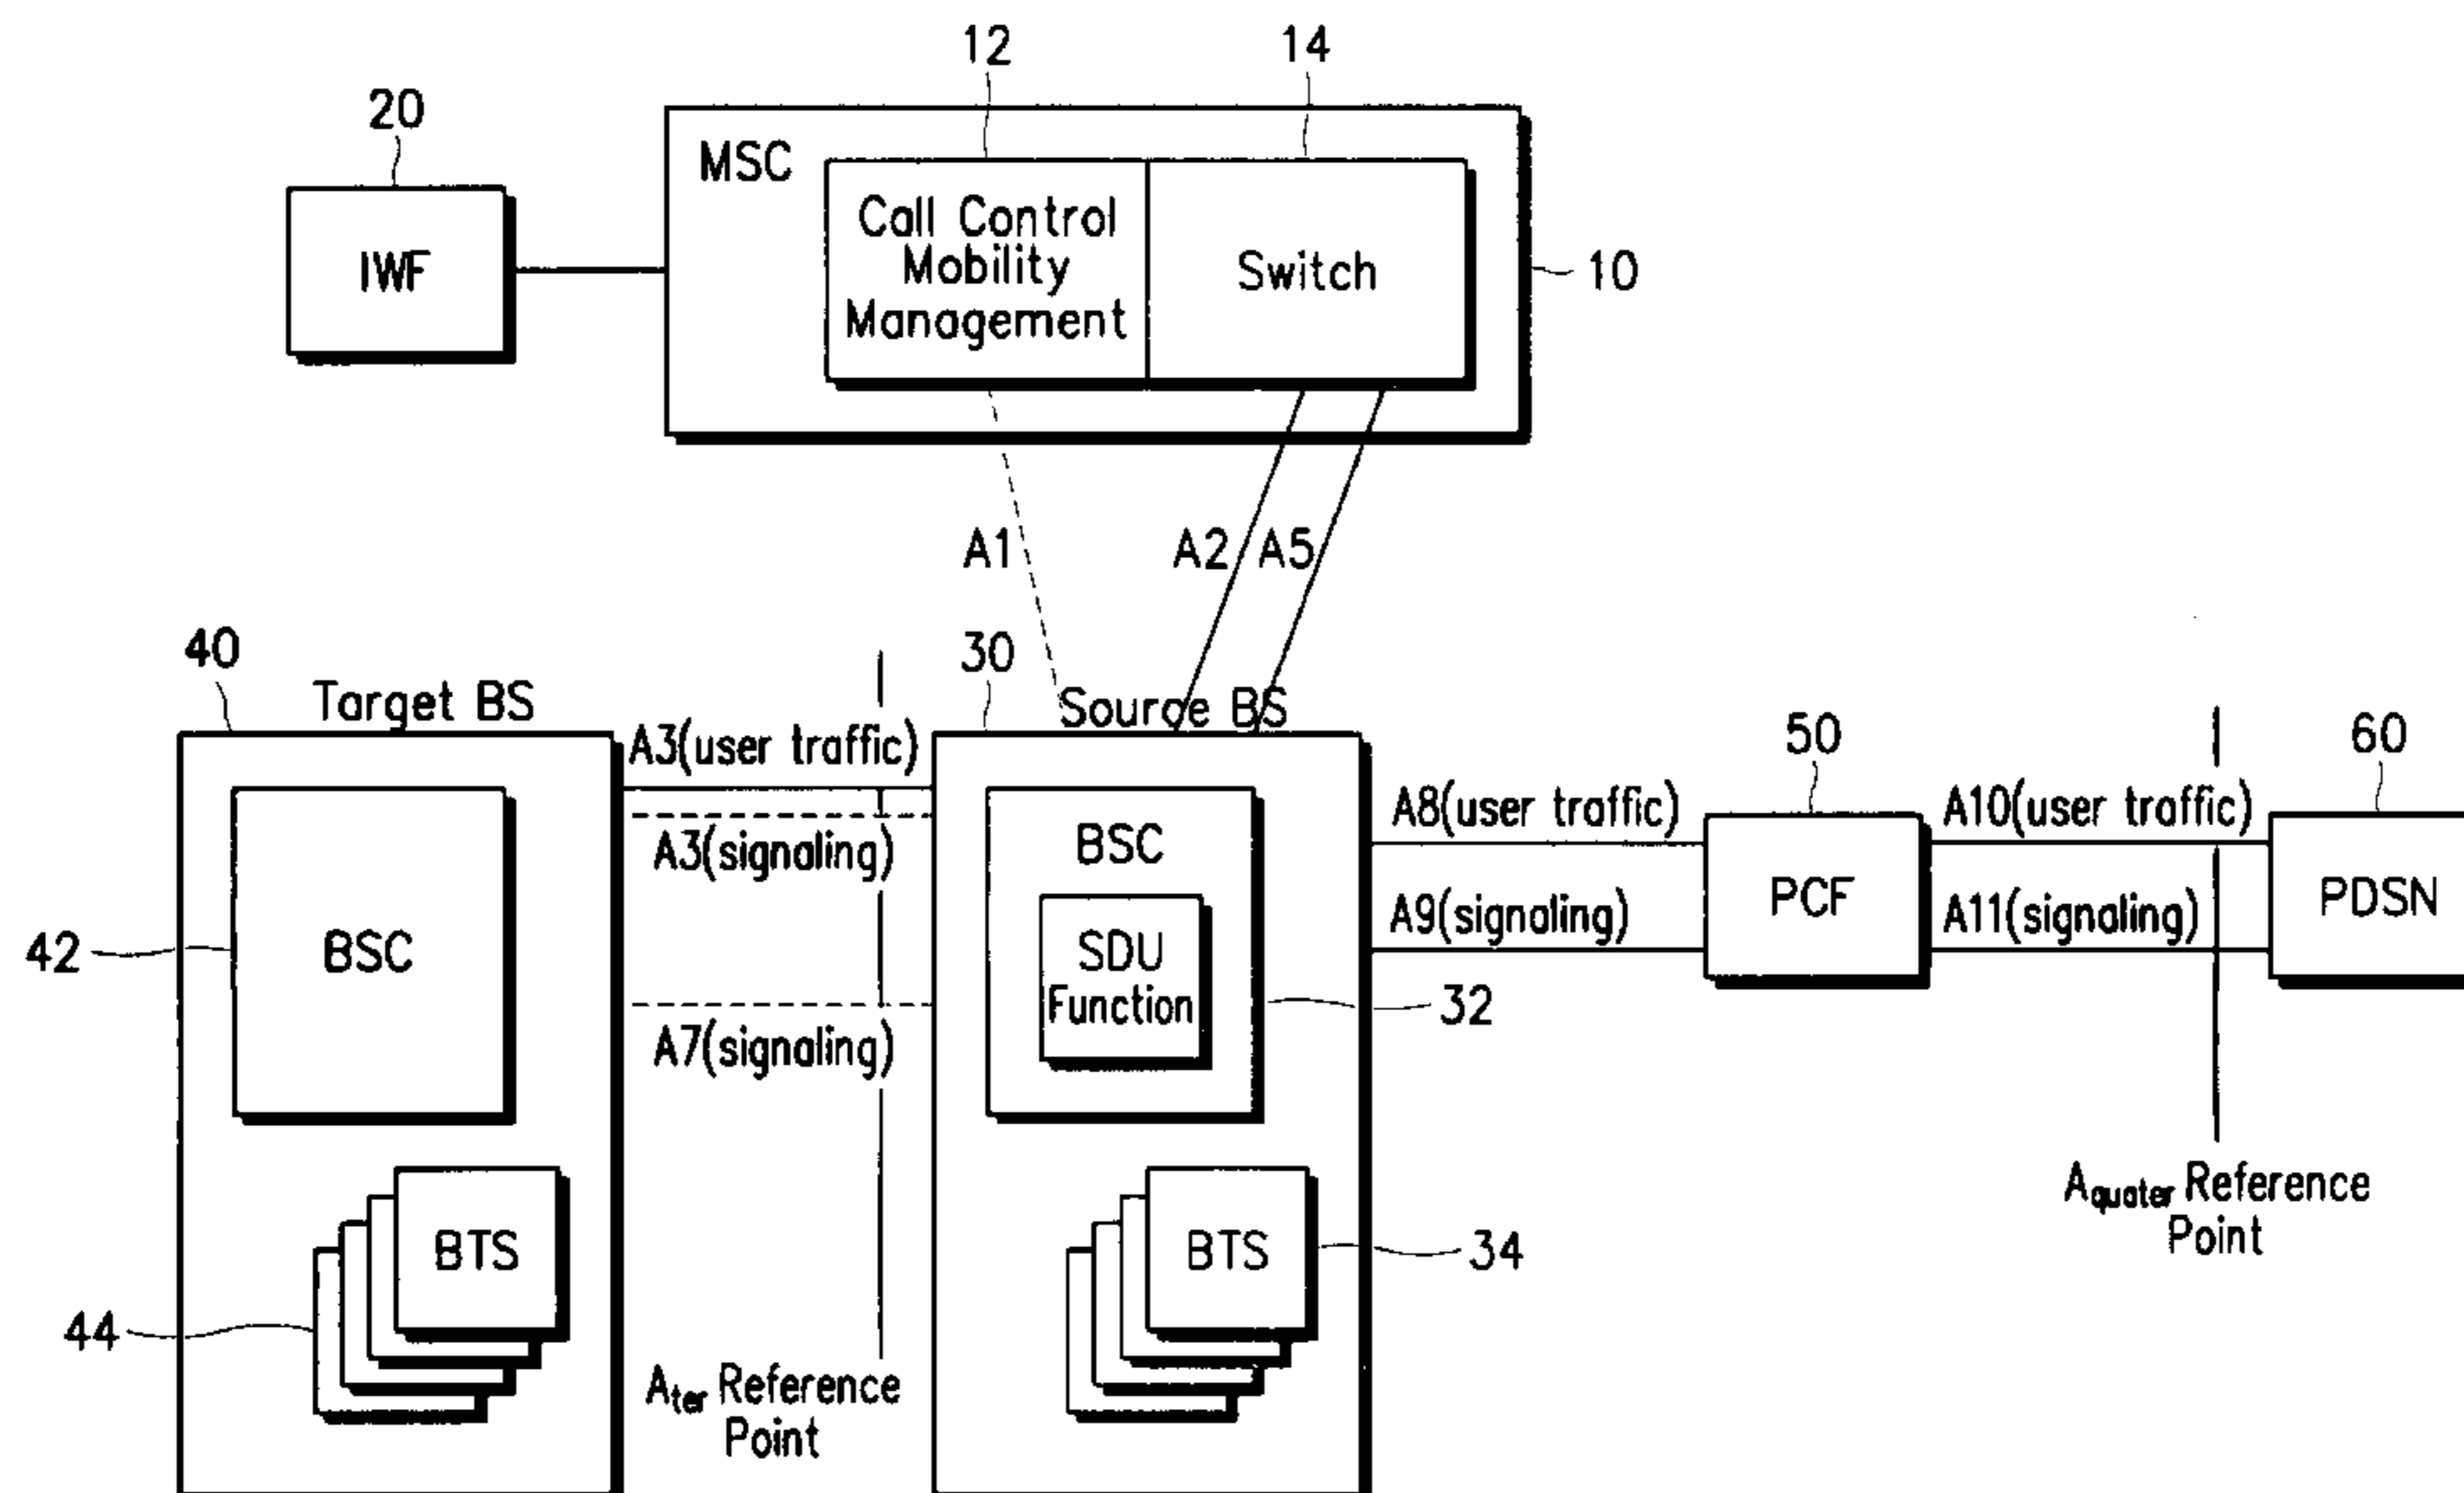 12
14
20
MSC
Call Control
Mobility
Management
Switch
IWF
10
A1
A2
A5
40
Target BS
30
Source BS
A3(user traffic)
A3(signaling)
A7(signaling)
42
BSC
BTS
44
BSC
SDU
Function
32
BTS
34
A8(user traffic)
A9(signaling)
50
PCF
A10(user traffic)
A11(signaling)
60
PDSN
Ater Reference
Point
Aquater Reference
Point